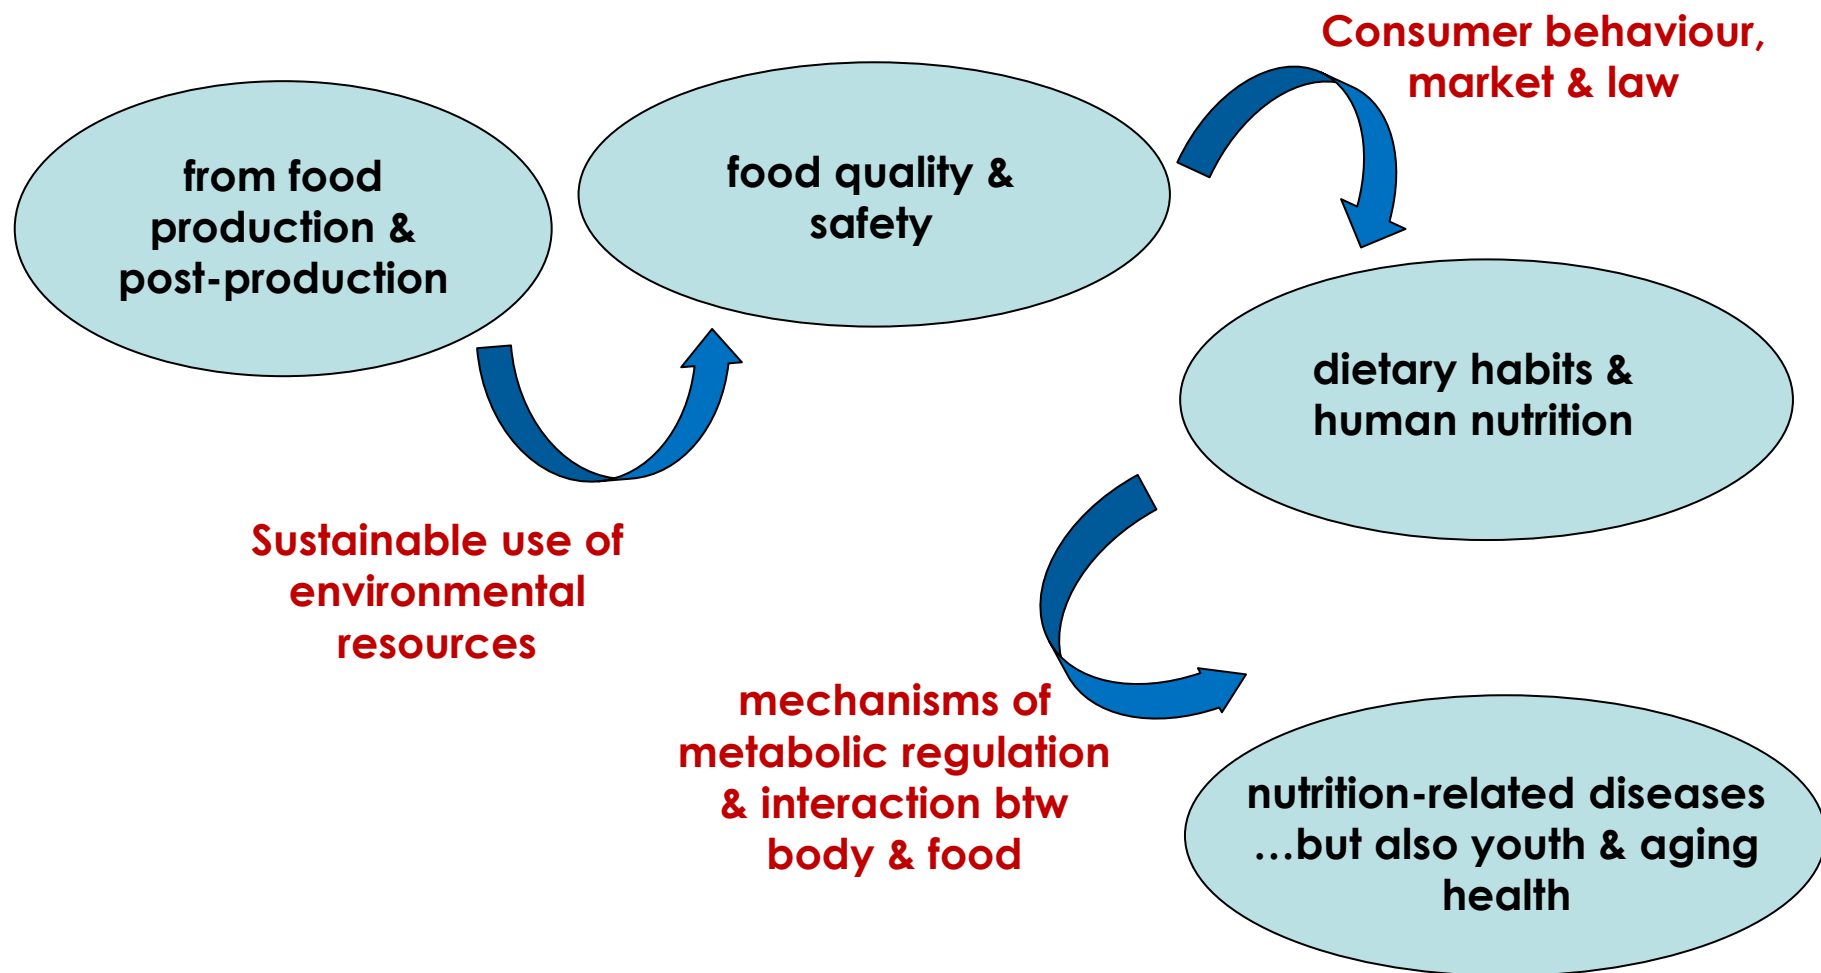 Consumer behaviour,
market & law
from food
production &
post-production
food quality &
safety
dietary habits &
human nutrition
Sustainable use of
environmental
resources
mechanisms of
metabolic regulation
& interaction btw
body & food
nutrition-related diseases
...but also youth & aging
health